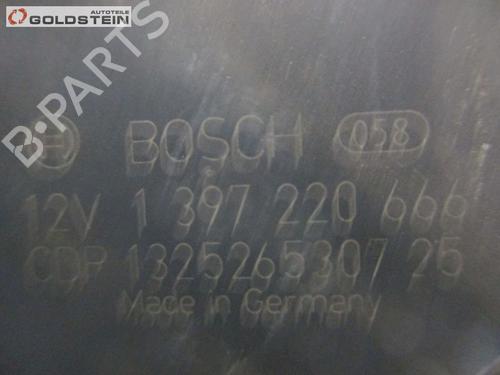 AUTOTEILE
GOLDSTEIN
B-PARTS
BOSCH 058
12V 1 397 220 666
CDP 132526530725
Made in Germany